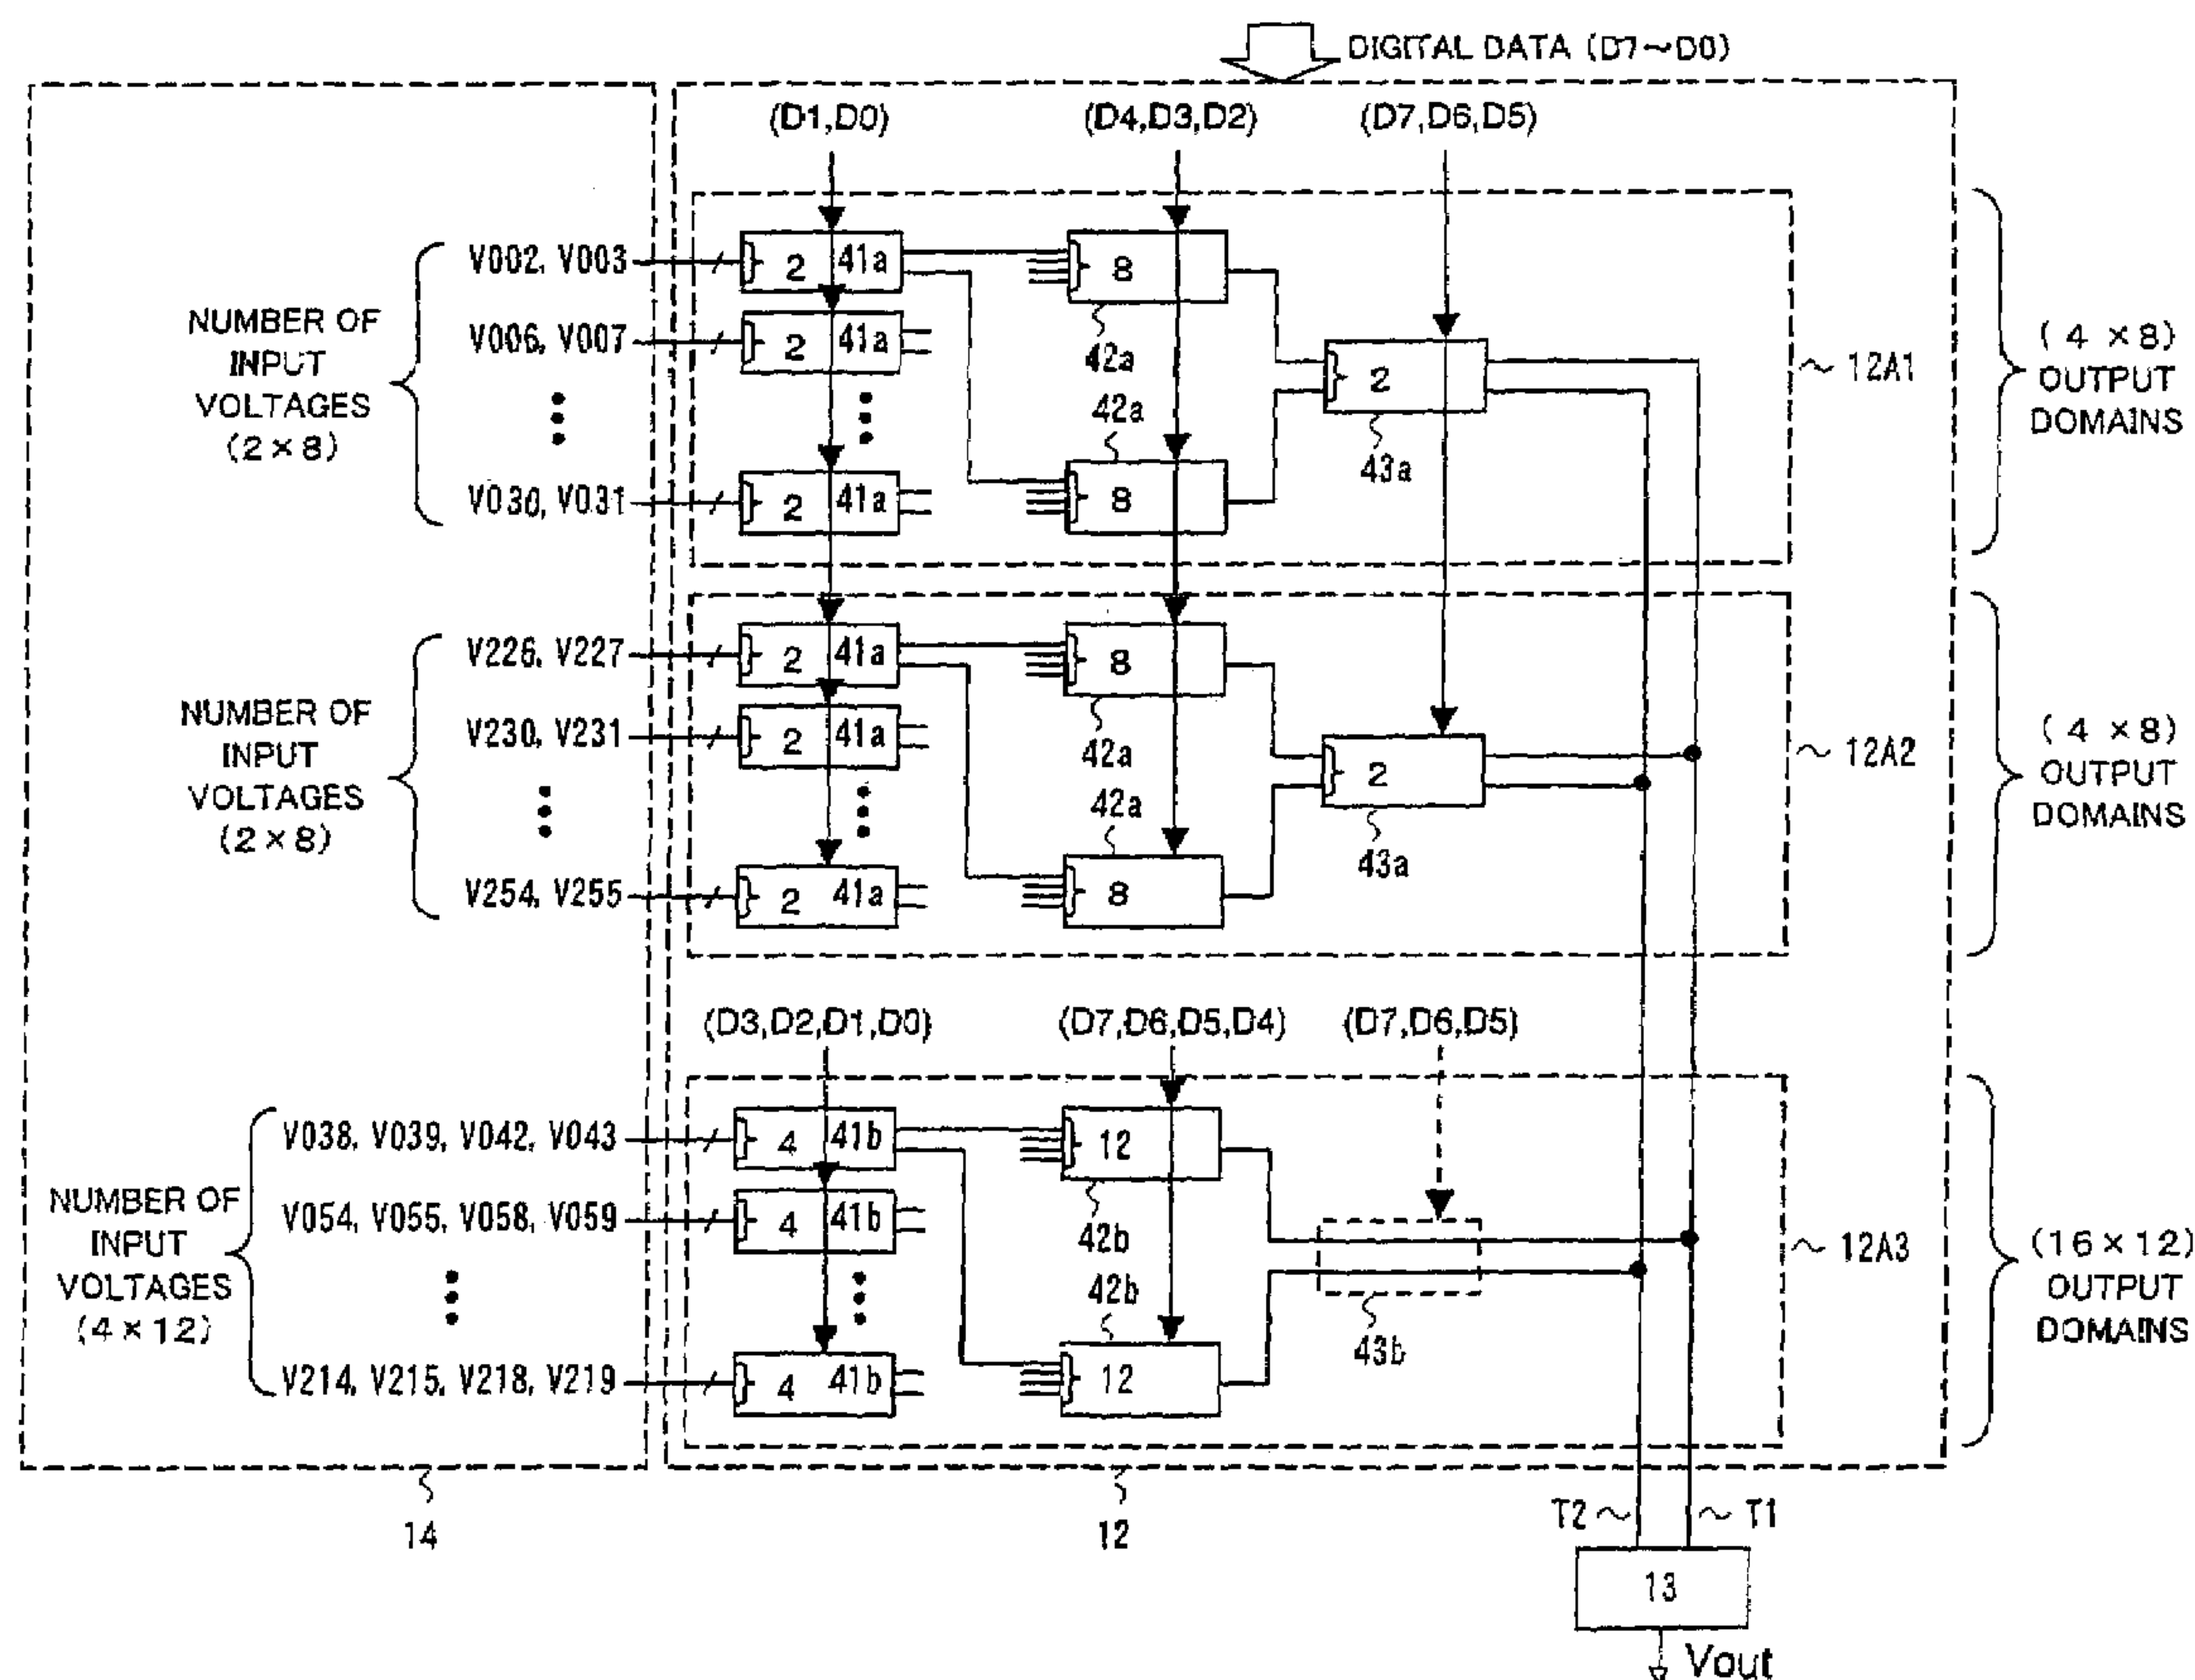 DIGITAL DATA (D7~D0)
(D1,D0)
(D4,D3,D2)
(D7,D6,D5)
NUMBER OF
INPUT
VOLTAGES
(2×8)
V002, V003
V006, V007
V030, V031
2 41a
2 41a
2 41a
8
42a
42a
8
2
43a
12A1
(4 ×8)
OUTPUT
DOMAINS
NUMBER OF
INPUT
VOLTAGES
(2×8)
V226, V227
V230, V231
V254, V255
2 41a
2 41a
2 41a
8
42a
42a
8
2
43a
12A2
(4 ×8)
OUTPUT
DOMAINS
(D3,D2,D1,D0)
(D7,D6,D5,D4)
(D7,D6,D5)
NUMBER OF
INPUT
VOLTAGES
(4×12)
V038, V039, V042, V043
V054, V055, V058, V059
V214, V215, V218, V219
4 41b
4 41b
4 41b
12
42b
42b
12
43b
12A3
(16×12)
OUTPUT
DOMAINS
14
12
T2
T1
13
Vout